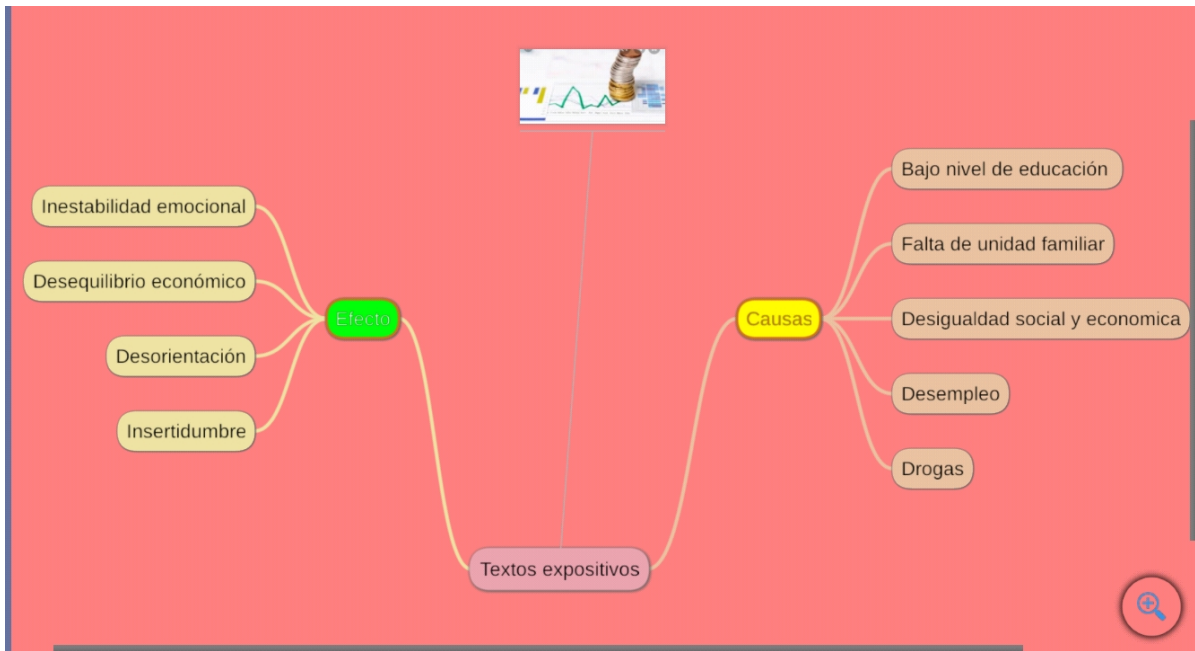 Inestabilidad emocional
Desequilibrio económico
Desorientación
Insertidumbre
Efecto
Textos expositivos
Causas
Bajo nivel de educación
Falta de unidad familiar
Desigualdad social y economica
Desempleo
Drogas